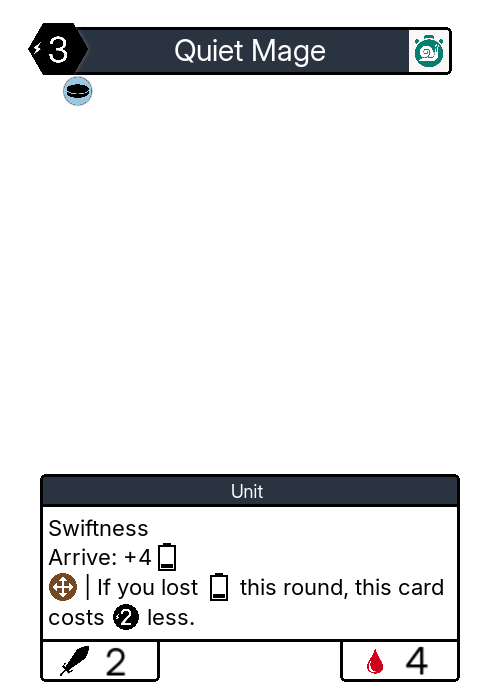 3 Quiet Mage
Unit
Swiftness
Arrive: +4
| If you lost this round, this card
costs 2 less.
2 4